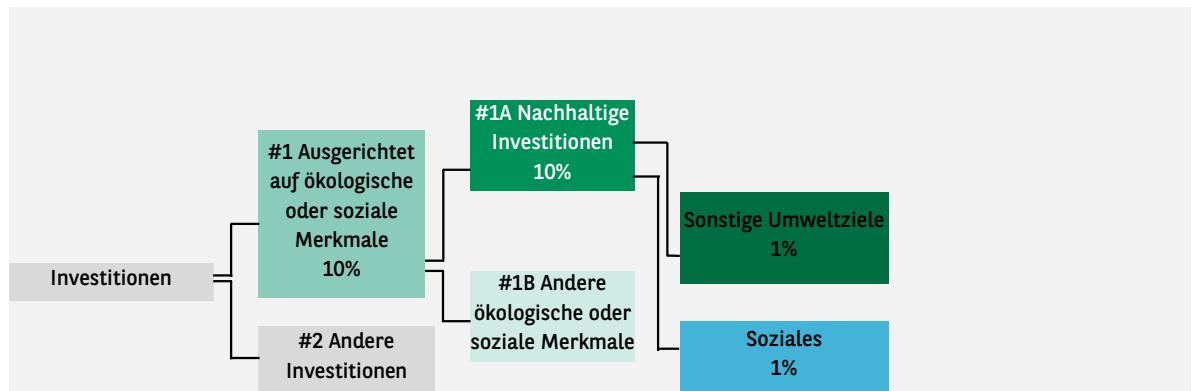 Investitionen
#1 Ausgerichtet
auf ökologische
oder soziale
Merkmale
10%
#2 Andere
Investitionen
#1A Nachhaltige
Investitionen
10%
#1B Andere
ökologische oder
soziale Merkmale
Sonstige Umweltziele
1%
Soziales
1%